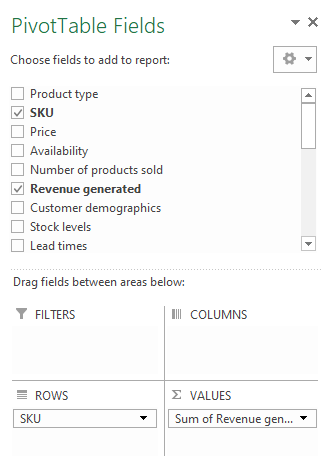 PivotTable Fields
Choose fields to add to report:
Product type
SKU
Price
Availability
Number of products sold
Revenue generated
Customer demographics
Stock levels
Lead times
Drag fields between areas below:
FILTERS
COLUMNS
ROWS
SKU
Σ VALUES
Sum of Revenue gen...